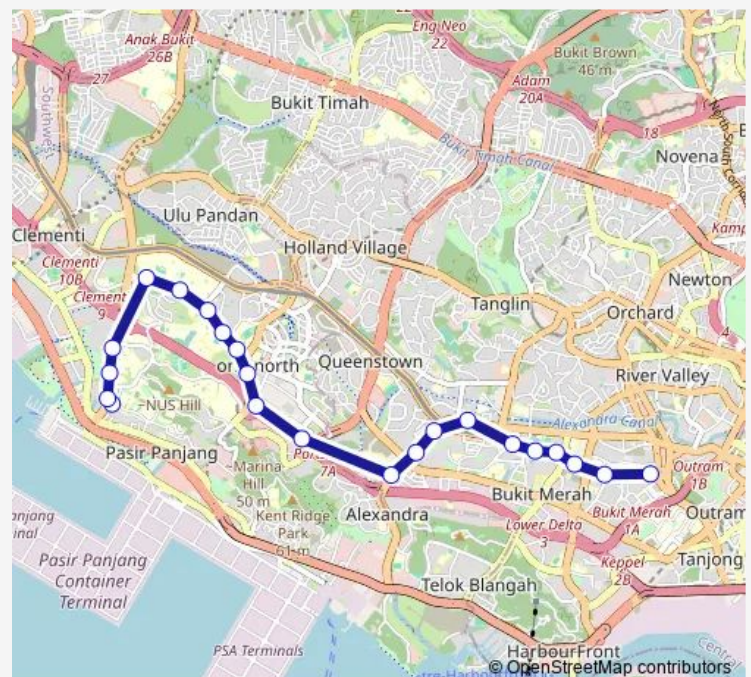 Eng Neo
22
Anak Bukit
26B
Bukit Brown
46 m
27
Adam
20A
Southwest
Bukit Timah
18
North-South Corridor
Bukit Timah Canal
Novena
Ulu Pandan
Clementi
Holland Village
Clementi
10B
Newton
Clement
9
Tanglin
Orchard
4
north
Queenstown
River Valley
~NUS Hill
Alexandra Canal
Pasir Panjang
7A
Outram
1B
~Marina
Hill
50 m
Bukit Merah
Kent Ridge
Park
61 m
Alexandra
Bukit Merah
1A
Outram
Lower Delta
3
Pasir Panjang
Container
Terminal
Keppel
2B
Tanjong
Telok Blangah
PSA Terminals
HarbourFront
Central
© OpenStreetMap contributors